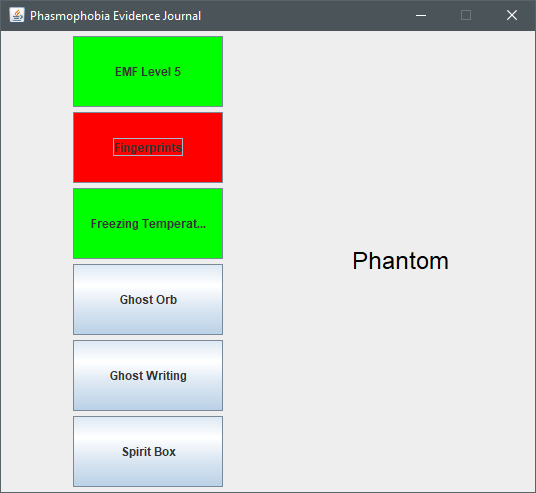 Phasmophobia Evidence Journal
EMF Level 5
Fingerprints
Freezing Temperat...
Ghost Orb
Ghost Writing
Spirit Box
Phantom